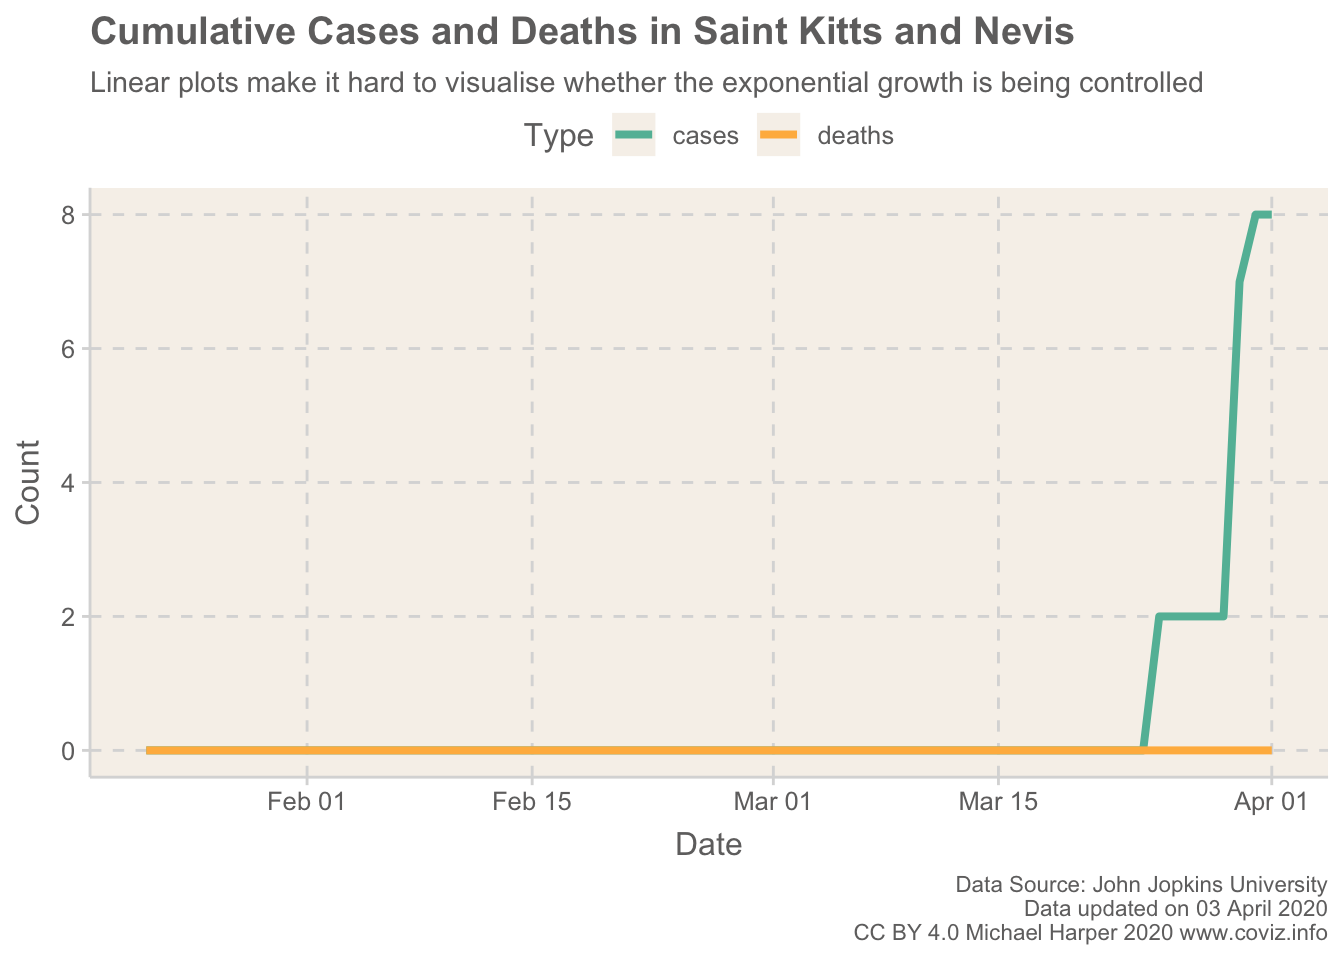 Cumulative Cases and Deaths in Saint Kitts and Nevis
Linear plots make it hard to visualise whether the exponential growth is being controlled
Type cases deaths
8
6
4
2
0
Count
Feb 01 Feb 15 Mar 01 Mar 15 Apr 01
Date
Data Source: John Jopkins University
Data updated on 03 April 2020
CC BY 4.0 Michael Harper 2020 www.coviz.info